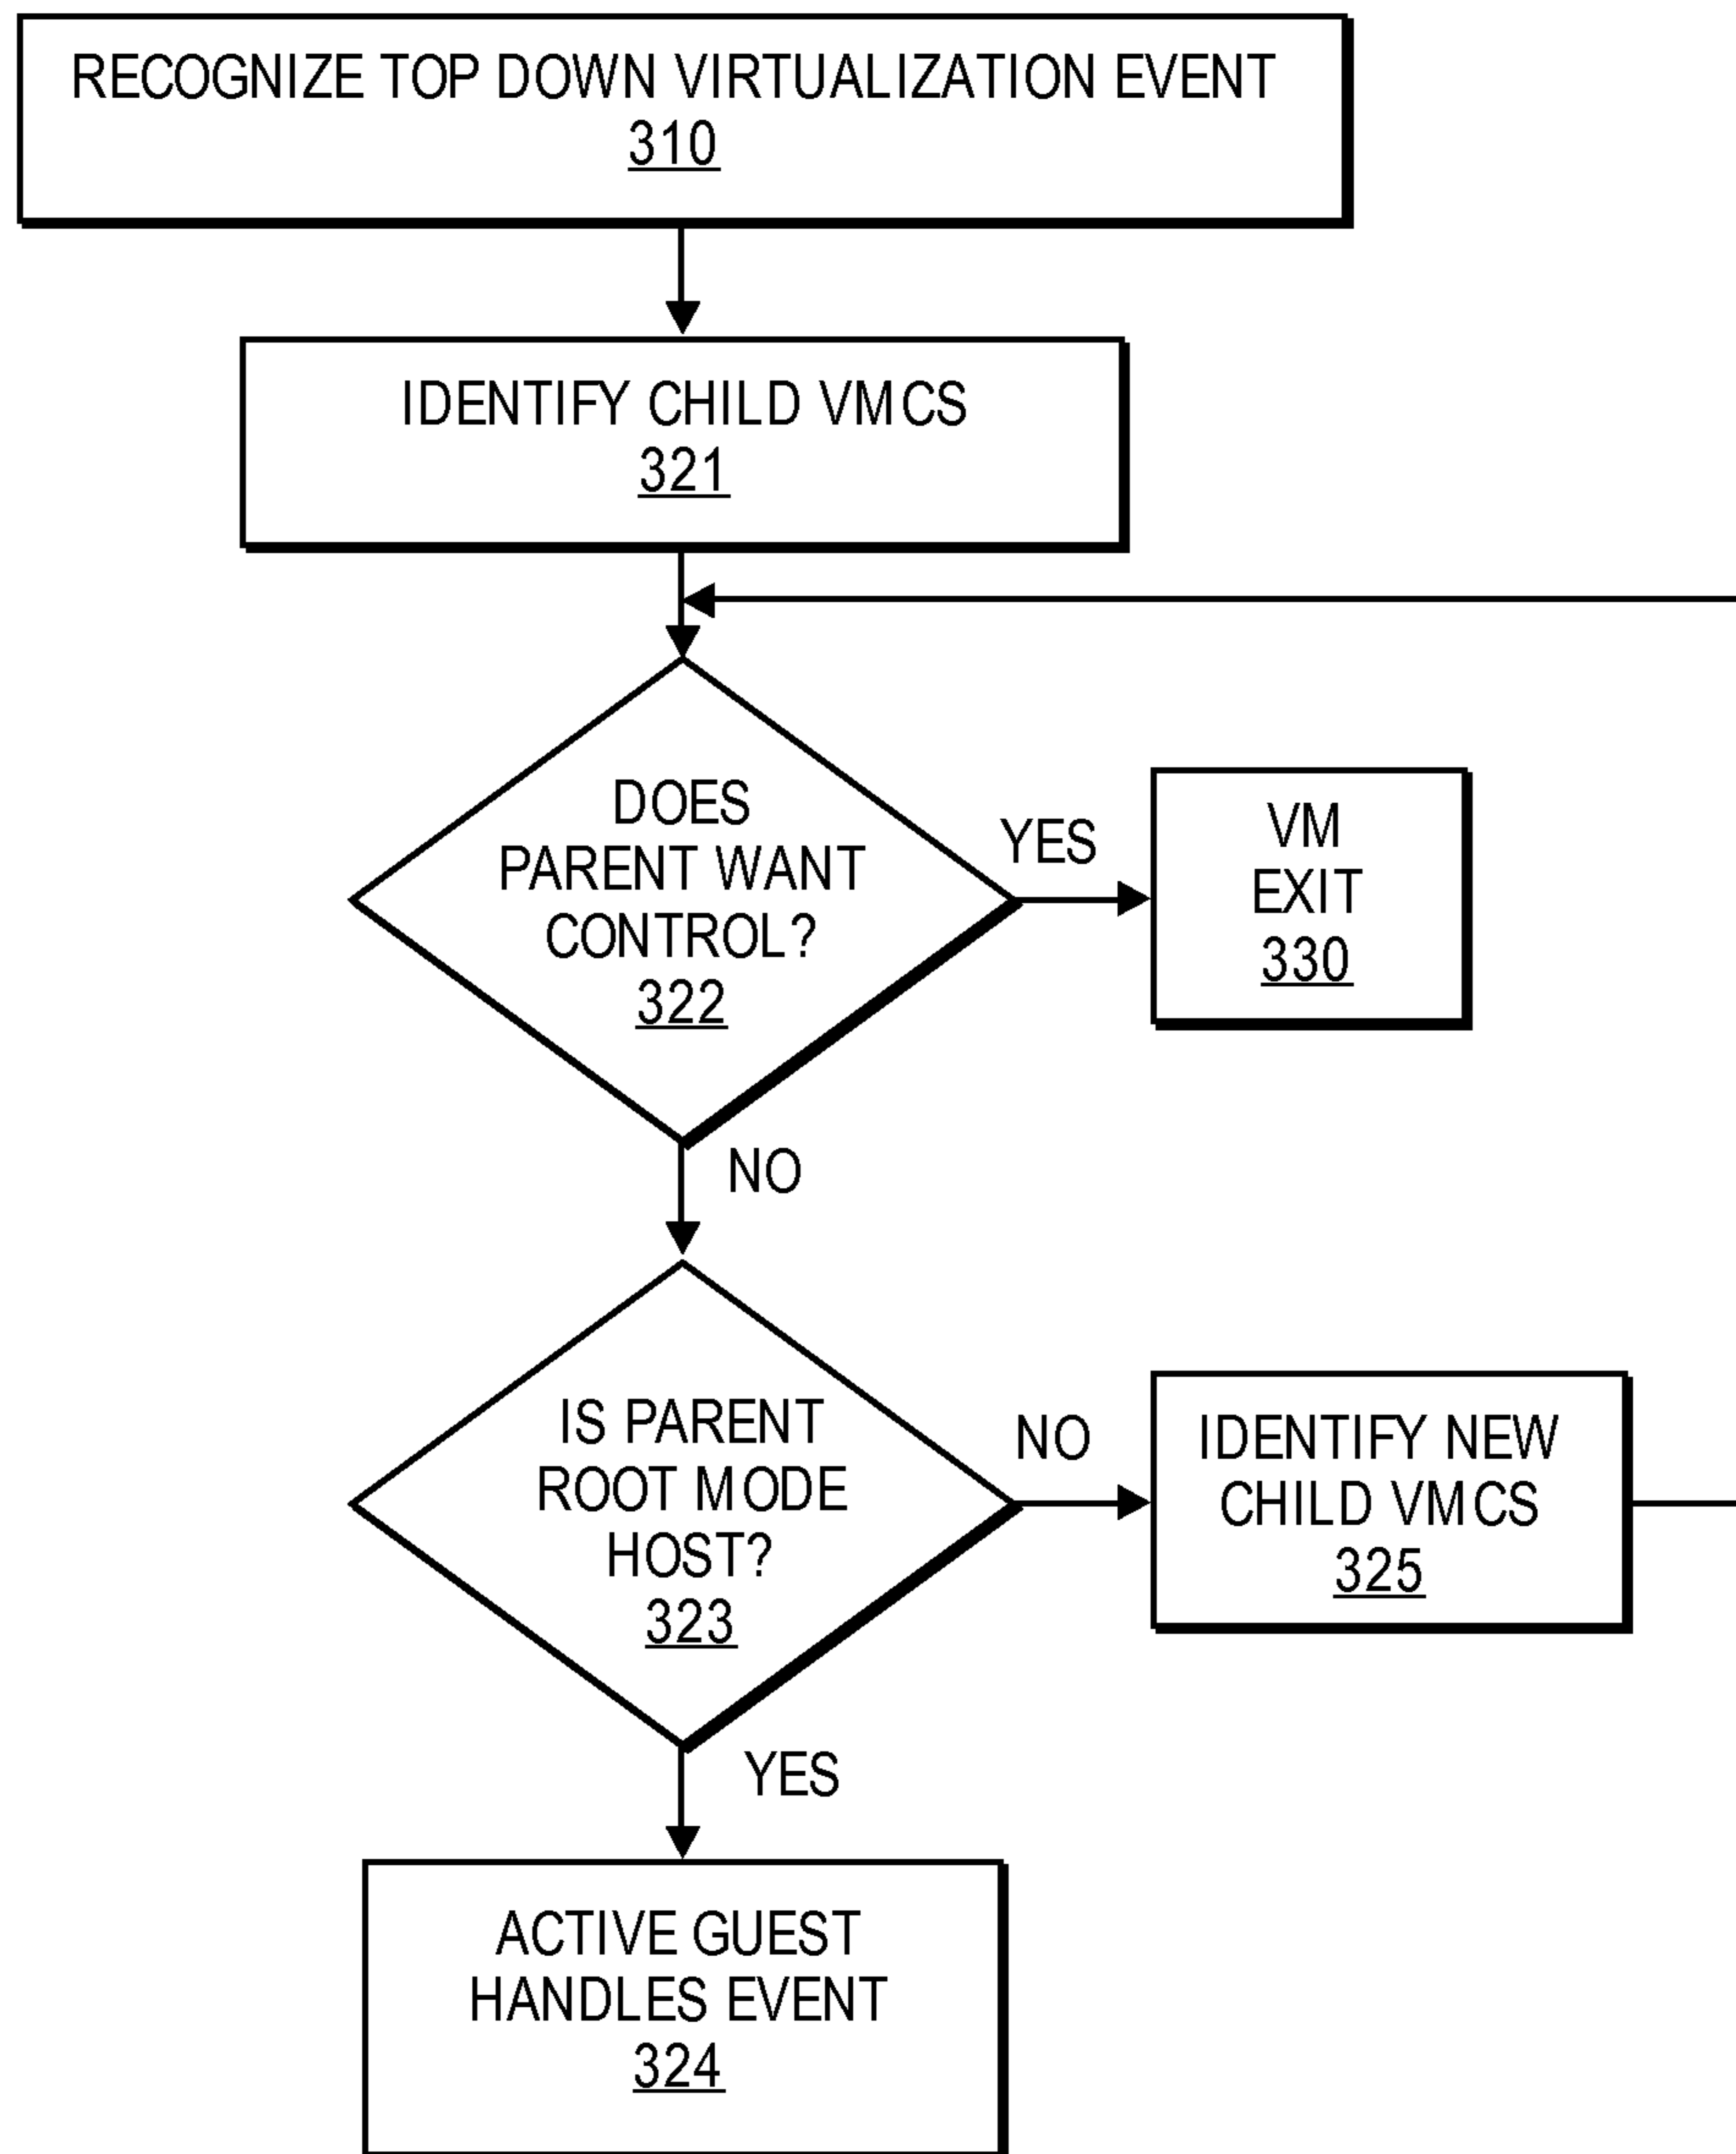 RECOGNIZE TOP DOWN VIRTUALIZATION EVENT
310
IDENTIFY CHILD VMCS
321
DOES
PARENT WANT
CONTROL?
322
YES
VM
EXIT
330
NO
IS PARENT
ROOT MODE
HOST?
323
NO
IDENTIFY NEW
CHILD VMCS
325
YES
ACTIVE GUEST
HANDLES EVENT
324